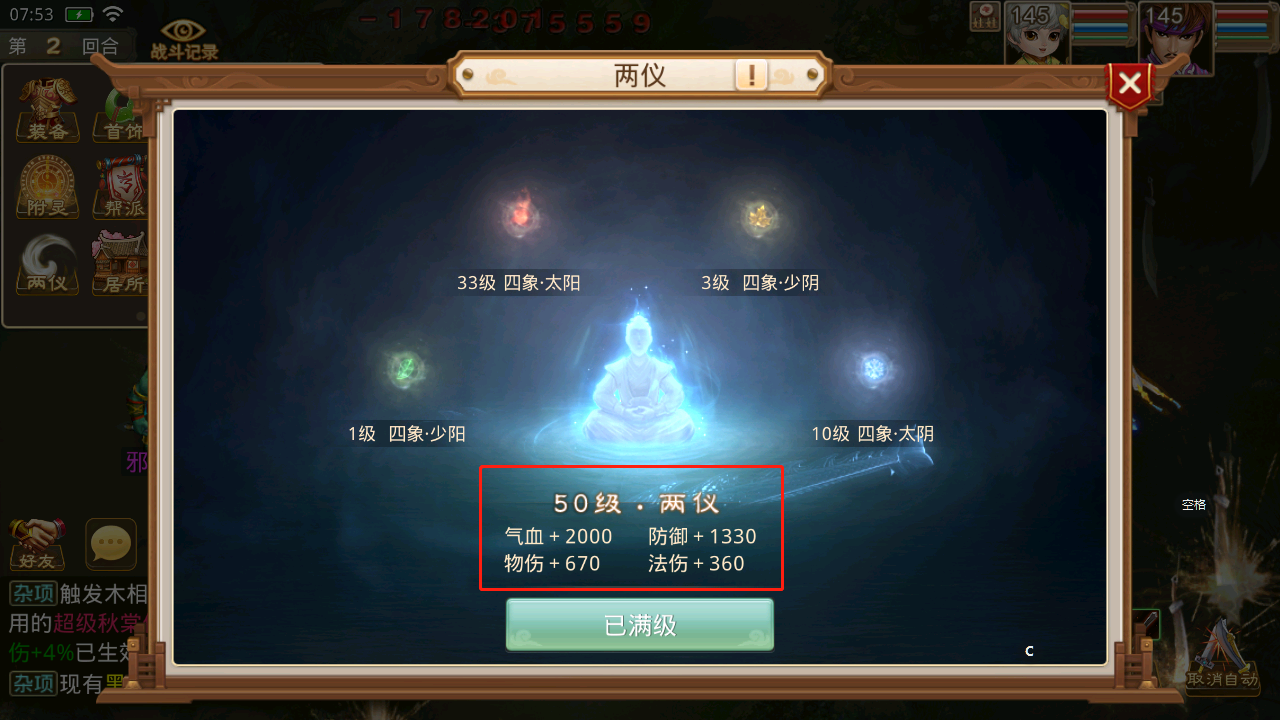 07:53
第 2 回合
战斗记录
145
145
两仪
!
装备
首饰
附灵
帮派
两仪
居所
33级 四象·太阳
3级 四象·少阴
1级 四象·少阳
10级 四象·太阴
邪
50级·两仪
气血+2000 防御+1330
物伤+670 法伤+360
已满级
空格
C
好友
杂项 触发木相
用的超级秋棠
伤+4%已生效
杂项 现有黑
取消自动